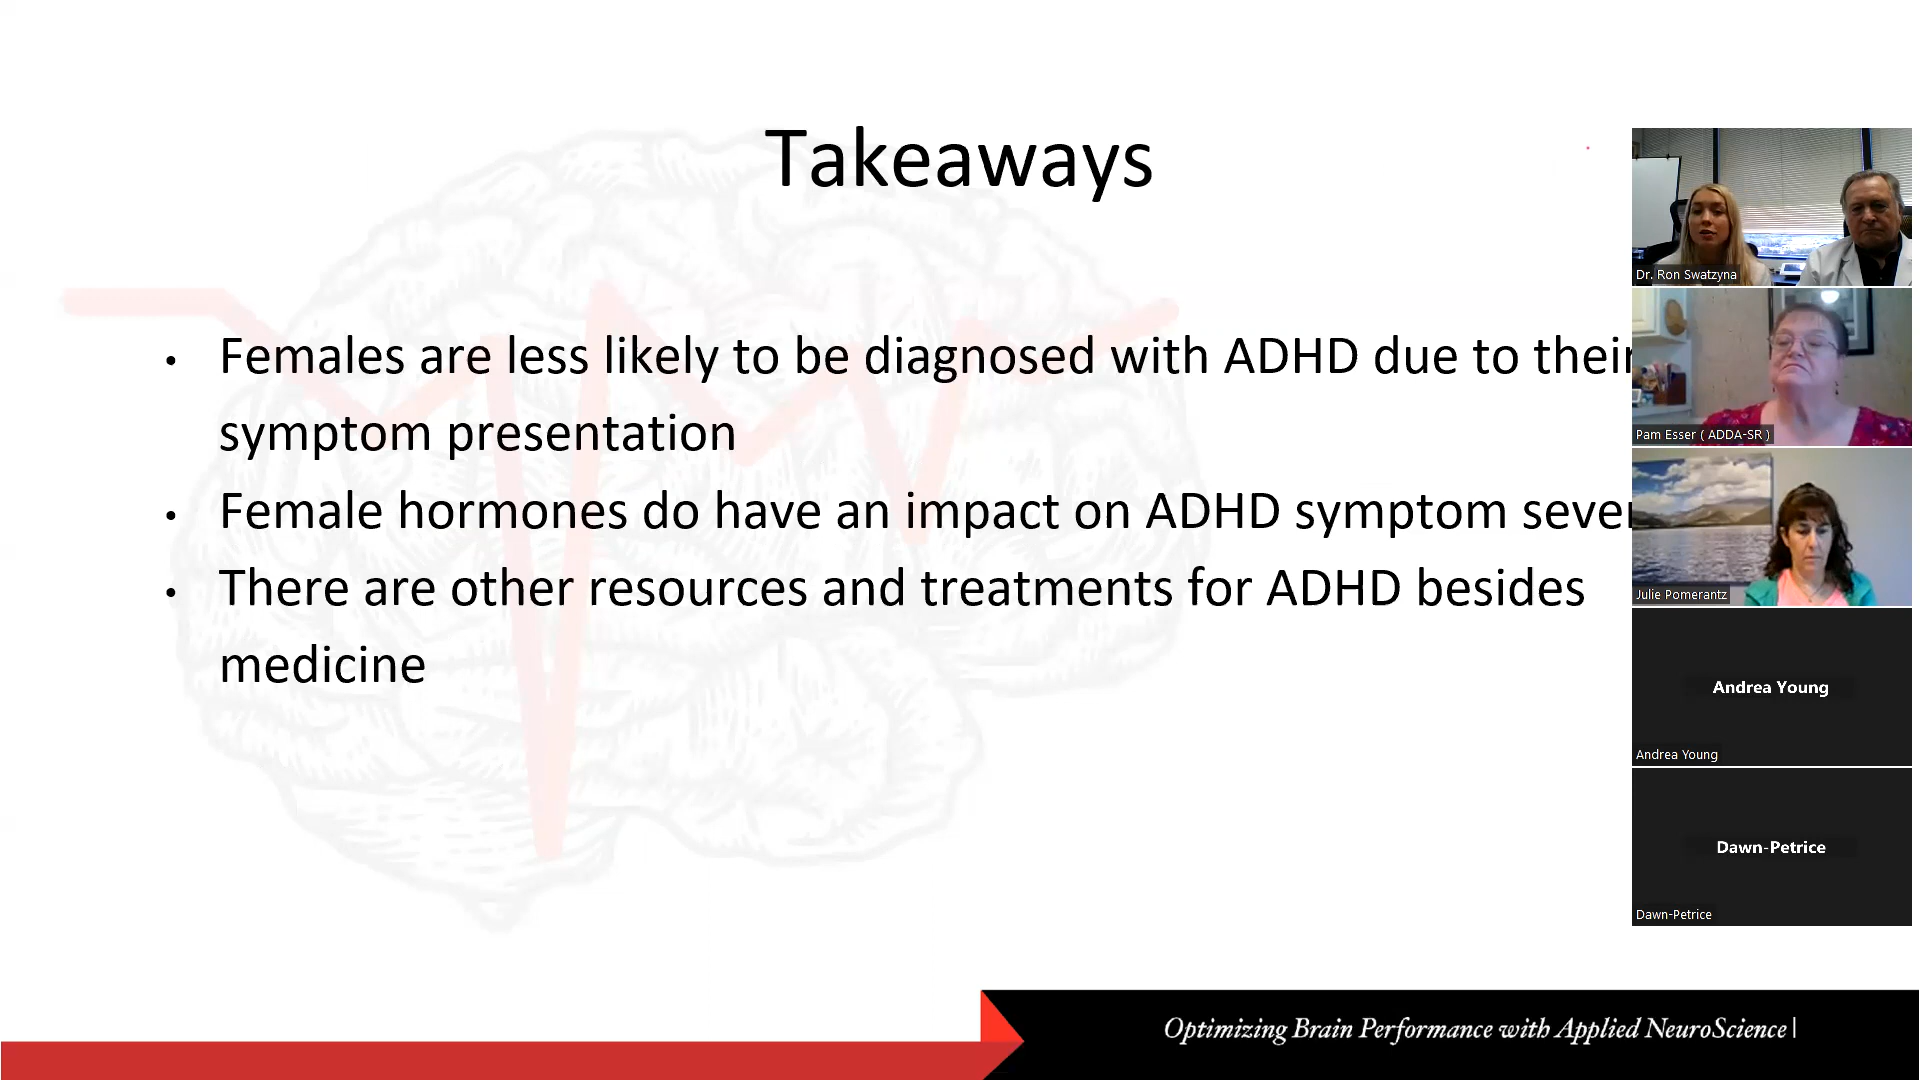 Takeaways
• Females are less likely to be diagnosed with ADHD due to their
symptom presentation
• Female hormones do have an impact on ADHD symptom sever
• There are other resources and treatments for ADHD besides
medicine
Dr. Ron Swatzyna
Pam Esser ( ADDA-SR )
Julie Pomerantz
Andrea Young
Andrea Young
Dawn-Petrice
Dawn-Petrice
Optimizing Brain Performance with Applied NeuroScience |